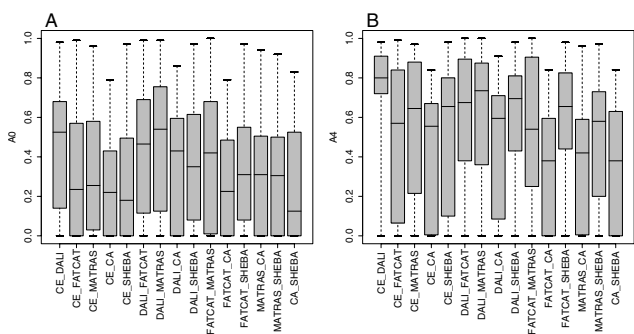 A
B
A0
1.0
0.8
0.6
0.4
0.2
0.0
CE_DALI
CE_FATCAT
CE_MATRAS
CE_CA
CE_SHEBA
DALI_FATCAT
DALI_MATRAS
DALI_CA
DALI_SHEBA
FATCAT_MATRAS
FATCAT_CA
FATCAT_SHEBA
MATRAS_CA
MATRAS_SHEBA
CA_SHEBA
A4
1.0
0.8
0.6
0.4
0.2
0.0
CE_DALI
CE_FATCAT
CE_MATRAS
CE_CA
CE_SHEBA
DALI_FATCAT
DALI_MATRAS
DALI_CA
DALI_SHEBA
FATCAT_MATRAS
FATCAT_CA
FATCAT_SHEBA
MATRAS_CA
MATRAS_SHEBA
CA_SHEBA